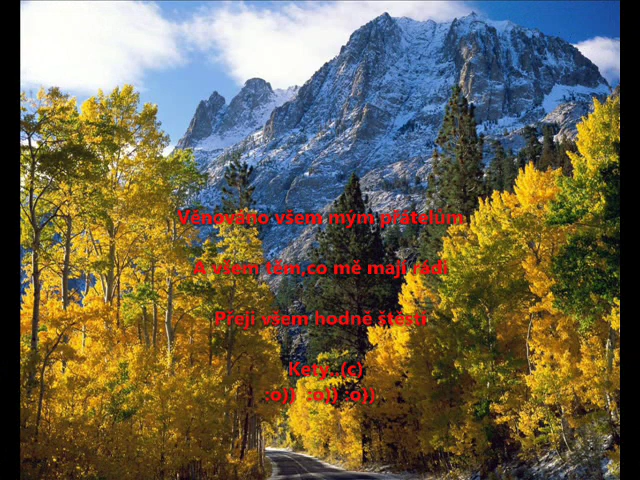 Věnováno všem mým přátelům
A všem těm,co mě mají rádi
Přeji všem hodně štěstí
Kety..(c)
:o)) :o)) :o))